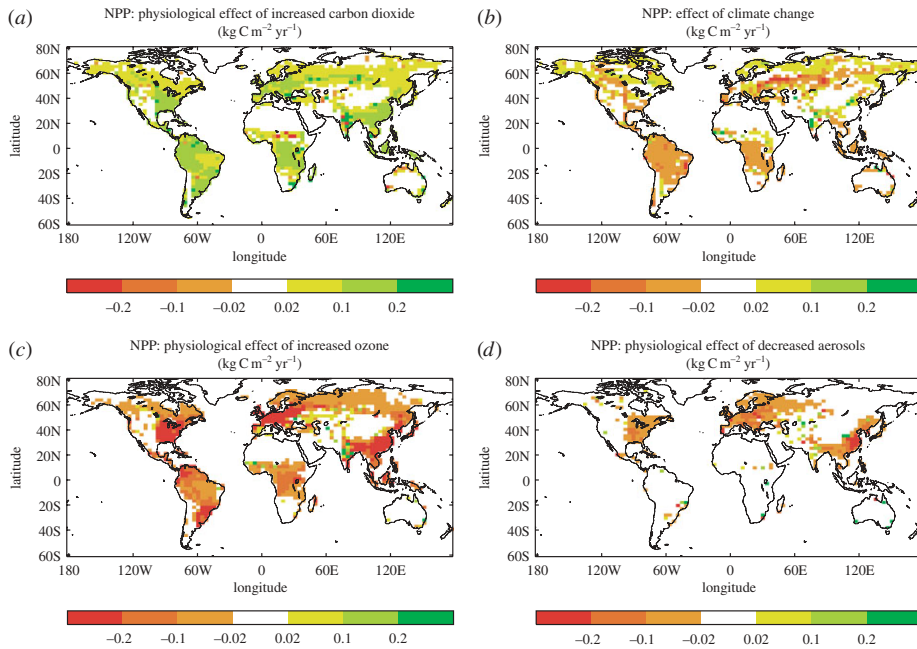 (a)
NPP: physiological effect of increased carbon dioxide
(kg C m⁻² yr⁻¹)
80N
60N
40N
20N
0
20S
40S
60S
latitude
180 120W 60W 0 60E 120E
longitude
–0.2 –0.1 –0.02 0.02 0.1 0.2
(b)
NPP: effect of climate change
(kg C m⁻² yr⁻¹)
80N
60N
40N
20N
0
20S
40S
60S
latitude
180 120W 60W 0 60E 120E
longitude
–0.2 –0.1 –0.02 0.02 0.1 0.2
(c)
NPP: physiological effect of increased ozone
(kg C m⁻² yr⁻¹)
80N
60N
40N
20N
0
20S
40S
60S
latitude
180 120W 60W 0 60E 120E
longitude
–0.2 –0.1 –0.02 0.02 0.1 0.2
(d)
NPP: physiological effect of decreased aerosols
(kg C m⁻² yr⁻¹)
80N
60N
40N
20N
0
20S
40S
60S
latitude
180 120W 60W 0 60E 120E
longitude
–0.2 –0.1 –0.02 0.02 0.1 0.2